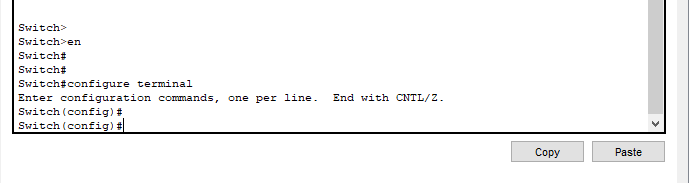 Switch>
Switch>en
Switch#
Switch#
Switch#configure terminal
Enter configuration commands, one per line.  End with CNTL/Z.
Switch(config)#
Switch(config)#
Copy
Paste